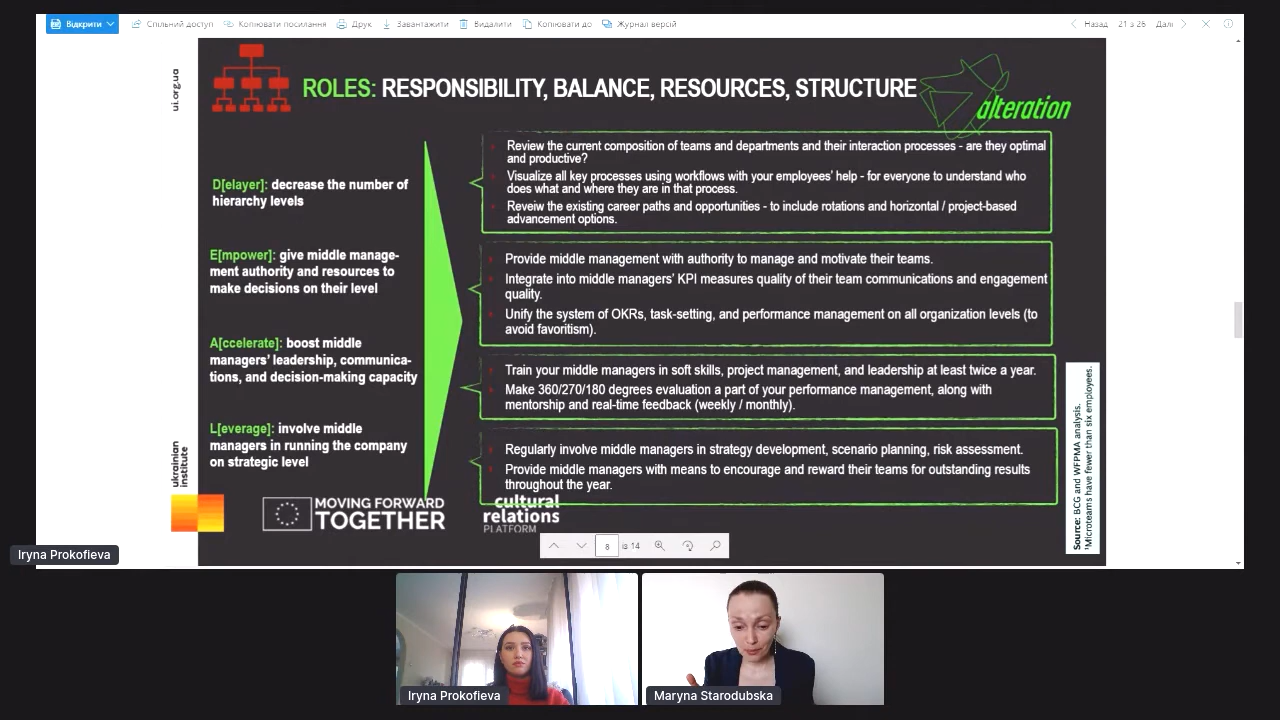 Відкрити
Спільний доступ
Копіювати посилання
Друк
Завантажити
Видалити
Копіювати до
Журнал версій
Назад
21 з 26
Далі
ui.org.ua
ROLES: RESPONSIBILITY, BALANCE, RESOURCES, STRUCTURE
alteration
D[elayer]: decrease the number of
hierarchy levels
Review the current composition of teams and departments and their interaction processes - are they optimal
and productive?
Visualize all key processes using workflows with your employees' help - for everyone to understand who
does what and where they are in that process.
Reveiw the existing career paths and opportunities - to include rotations and horizontal / project-based
advancement options.
E[mpower]: give middle manage-
ment authority and resources to
make decisions on their level
Provide middle management with authority to manage and motivate their teams.
Integrate into middle managers' KPI measures quality of their team communications and engagement
quality.
Unify the system of OKRs, task-setting, and performance management on all organization levels (to
avoid favoritism).
A[ccelerate]: boost middle
managers' leadership, communica-
tions, and decision-making capacity
Train your middle managers in soft skills, project management, and leadership at least twice a year.
Make 360/270/180 degrees evaluation a part of your performance management, along with
mentorship and real-time feedback (weekly / monthly).
L[everage]: involve middle
managers in running the company
on strategic level
Regularly involve middle managers in strategy development, scenario planning, risk assessment.
Provide middle managers with means to encourage and reward their teams for outstanding results
throughout the year.
Source: BCG and WFPMA analysis.
¹Microteams have fewer than six employees.
ukrainian
institute
MOVING FORWARD
TOGETHER
cultural
relations
PLATFORM
8 із 14
Iryna Prokofieva
Iryna Prokofieva
Maryna Starodubska